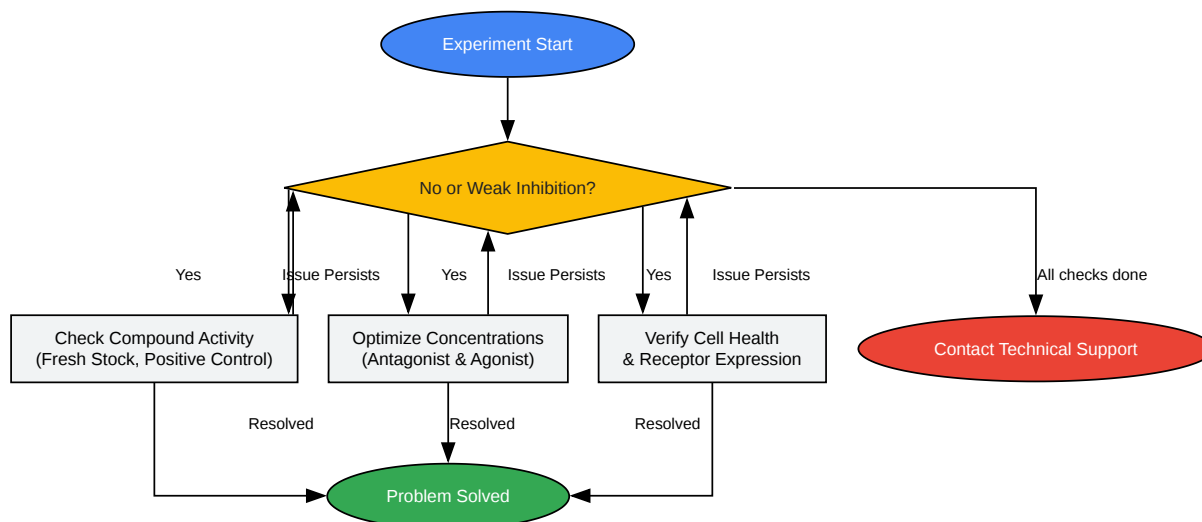 Experiment Start
No or Weak Inhibition?
Yes
Issue Persists
Yes
Issue Persists
Yes
Issue Persists
All checks done
Check Compound Activity
(Fresh Stock, Positive Control)
Optimize Concentrations
(Antagonist & Agonist)
Verify Cell Health
& Receptor Expression
Contact Technical Support
Resolved
Resolved
Resolved
Problem Solved